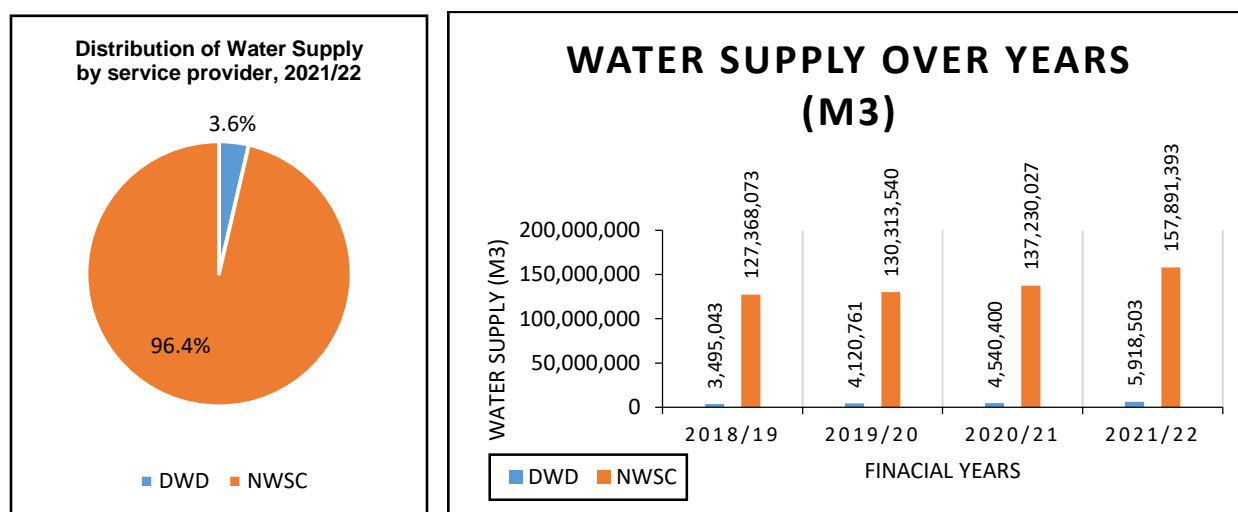 Distribution of Water Supply
by service provider, 2021/22
3.6%
96.4%
DWD NWSC
WATER SUPPLY OVER YEARS
(M3)
WATER SUPPLY (M3)
200,000,000
150,000,000
100,000,000
50,000,000
0
3,495,043
127,368,073
4,120,761
130,313,540
4,540,400
137,230,027
5,918,503
157,891,393
2018/19 2019/20 2020/21 2021/22
FINACIAL YEARS
DWD NWSC